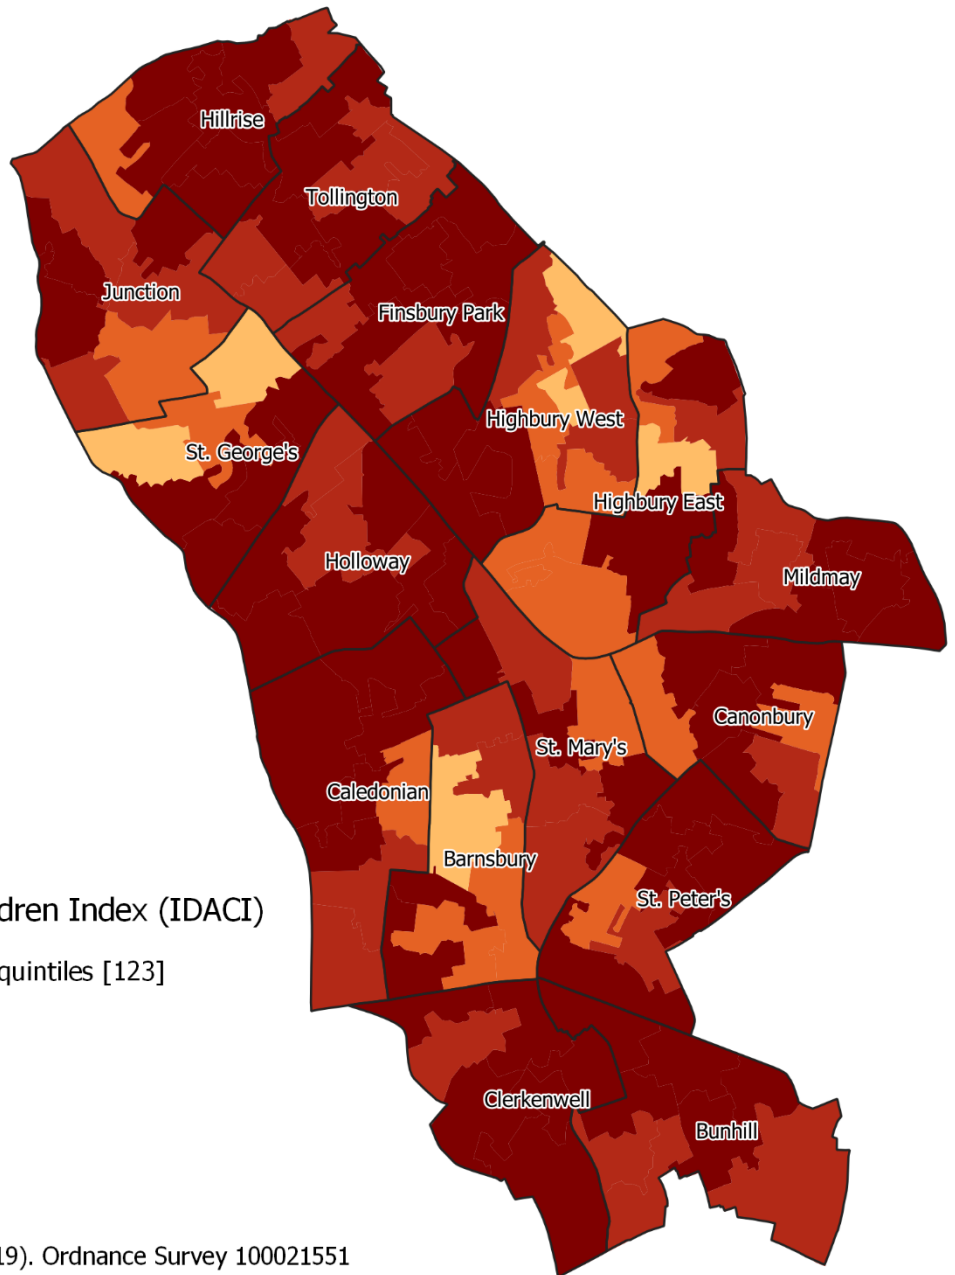 Hillrise
Tollington
Junction
Finsbury Park
Highbury West
St. George's
Highbury East
Holloway
Mildmay
Canonbury
St. Mary's
Caledonian
Barnsbury
St. Peter's
dren Index (IDACI)
quintiles [123]
Clerkenwell
Bunhill
19). Ordnance Survey 100021551